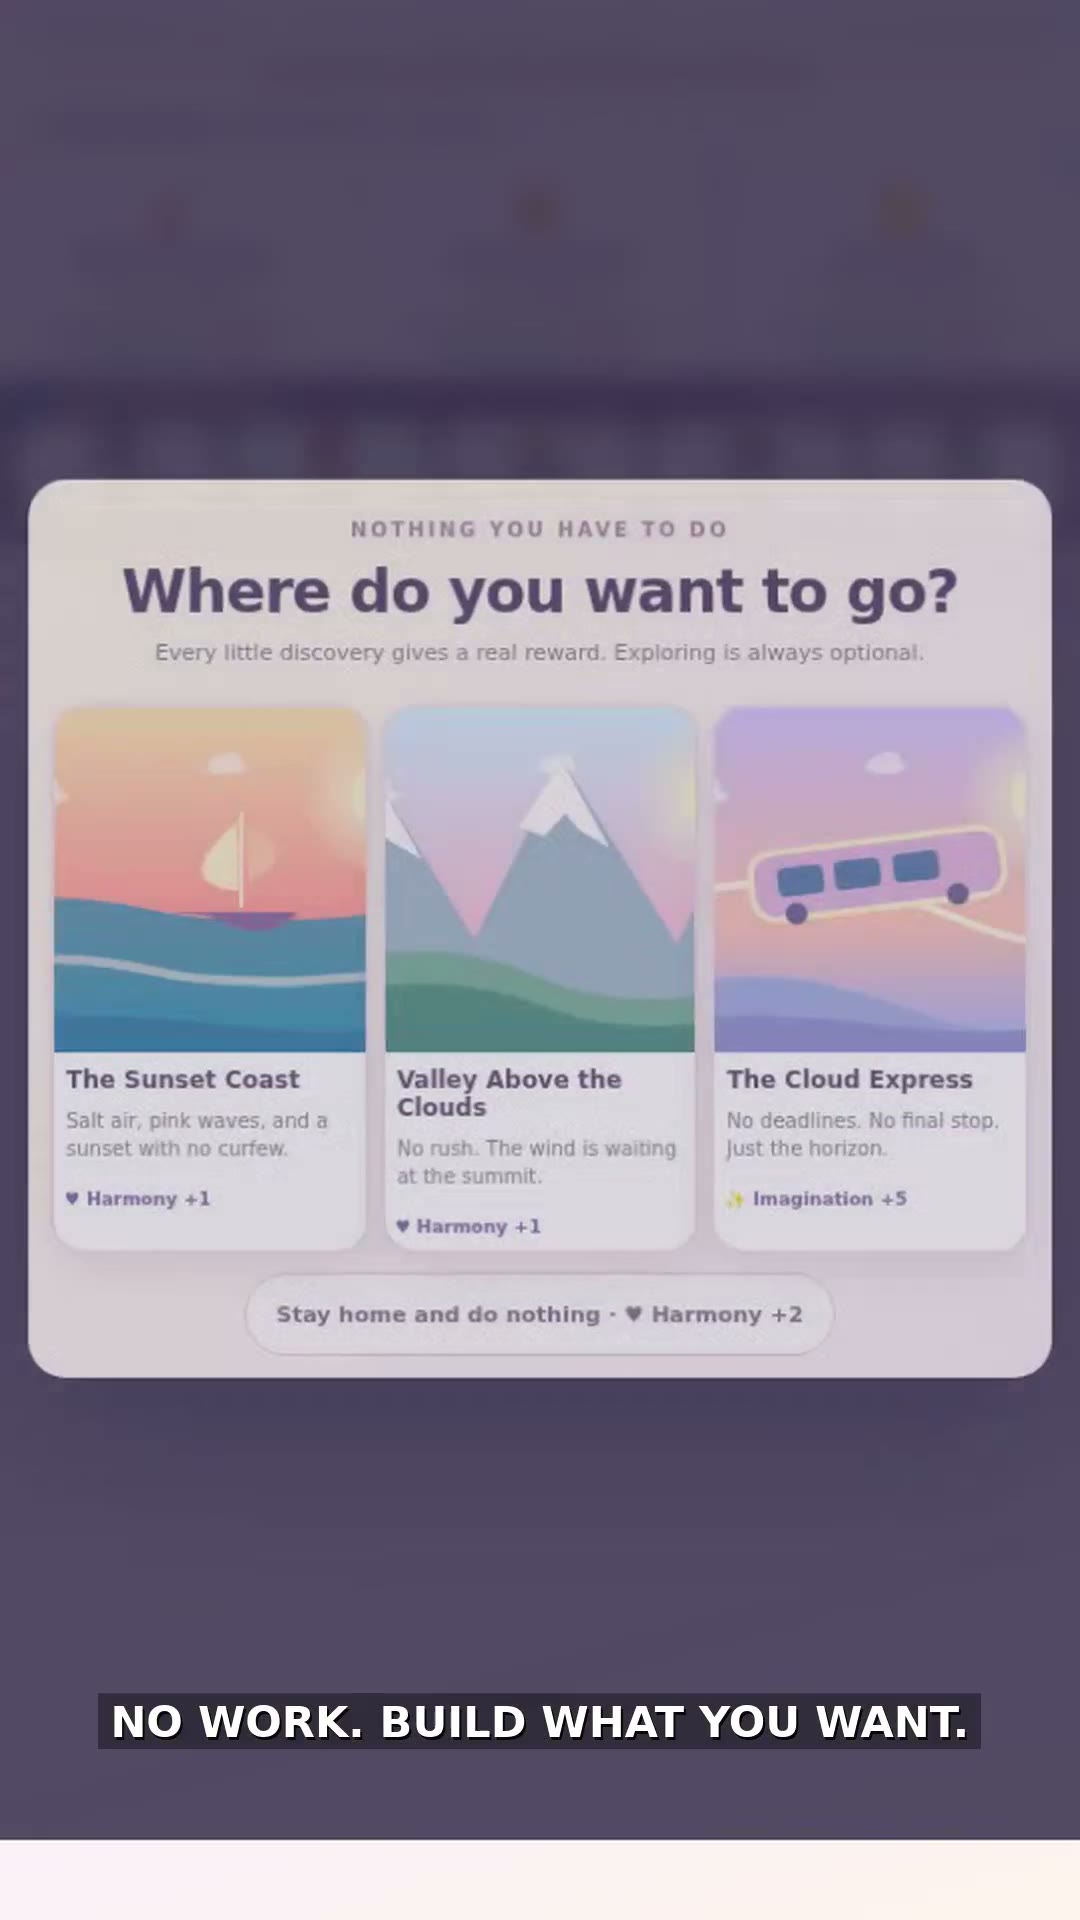 NOTHING YOU HAVE TO DO
Where do you want to go?
Every little discovery gives a real reward. Exploring is always optional.
The Sunset Coast
Salt air, pink waves, and a
sunset with no curfew.
♥ Harmony +1
Valley Above the
Clouds
No rush. The wind is waiting
at the summit.
♥ Harmony +1
The Cloud Express
No deadlines. No final stop.
Just the horizon.
✨ Imagination +5
Stay home and do nothing · ♥ Harmony +2
NO WORK. BUILD WHAT YOU WANT.